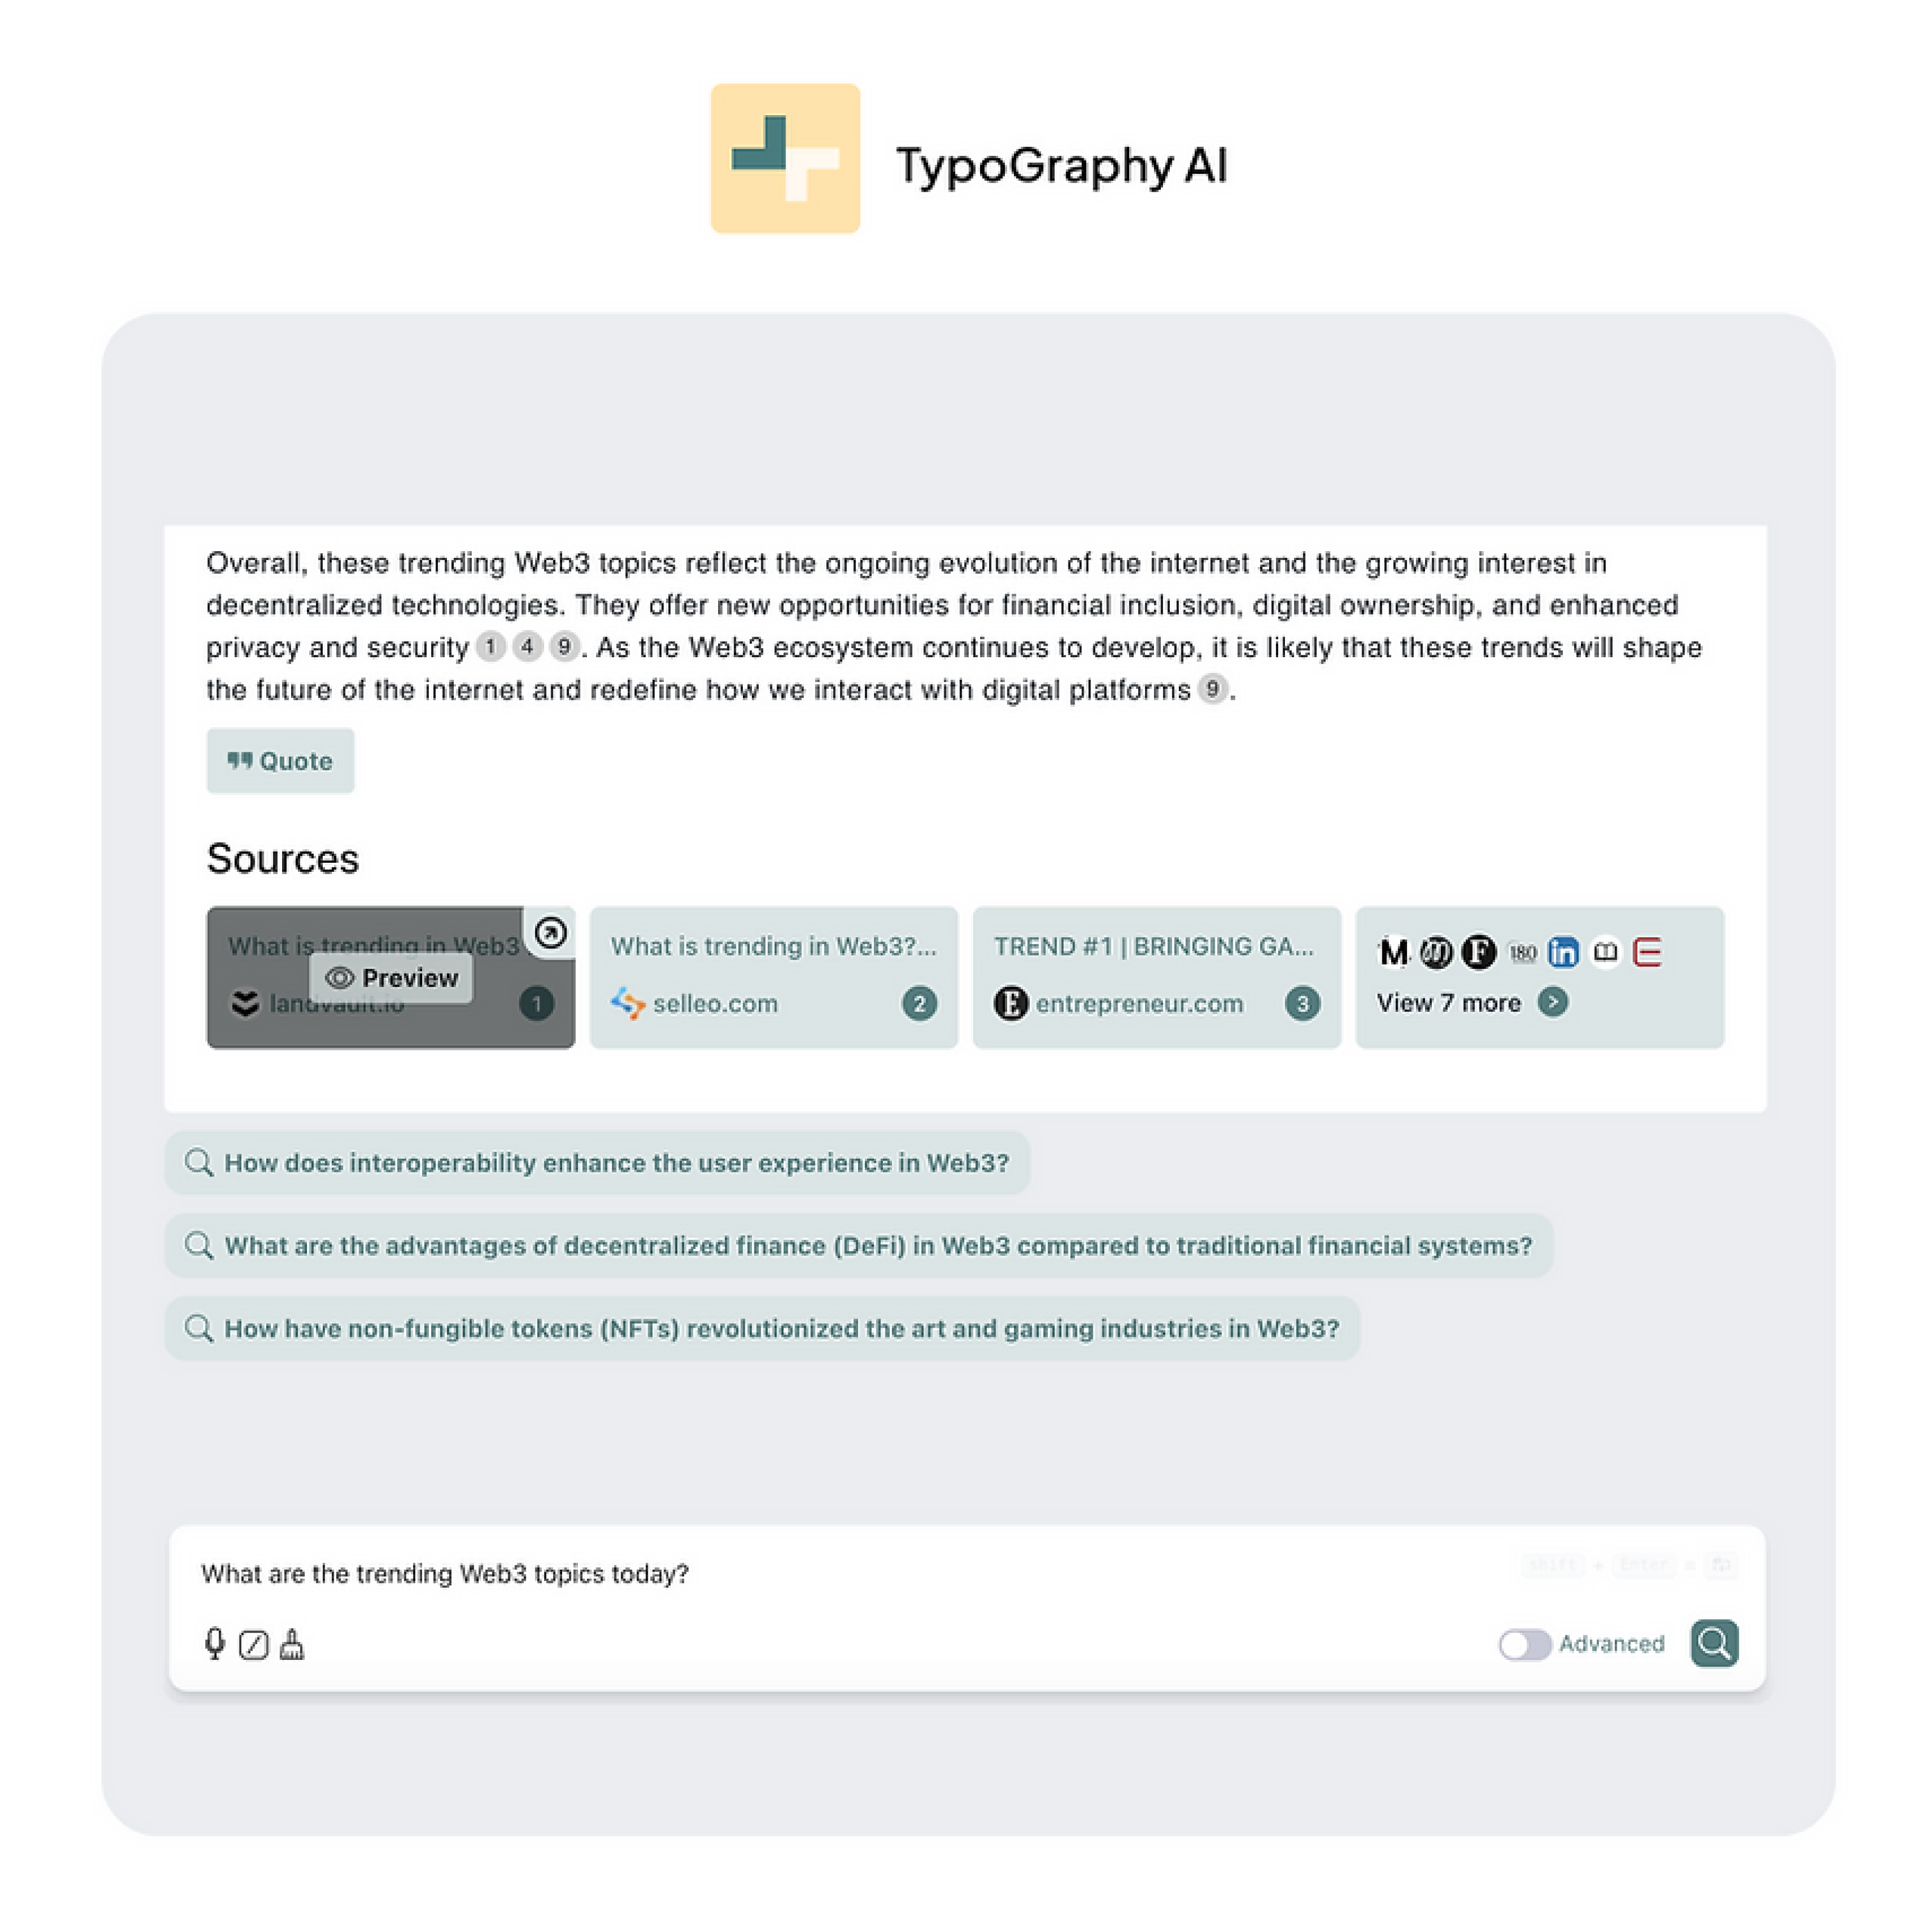 TypoGraphy AI
Overall, these trending Web3 topics reflect the ongoing evolution of the internet and the growing interest in
decentralized technologies. They offer new opportunities for financial inclusion, digital ownership, and enhanced
privacy and security 1 4 9. As the Web3 ecosystem continues to develop, it is likely that these trends will shape
the future of the internet and redefine how we interact with digital platforms 9.
Quote
Sources
What is trending in Web3
Preview
landvault.io 1
What is trending in Web3?...
selleo.com 2
TREND #1 | BRINGING GA...
E entrepreneur.com 3
M F 180 in
View 7 more >
How does interoperability enhance the user experience in Web3?
What are the advantages of decentralized finance (DeFi) in Web3 compared to traditional financial systems?
How have non-fungible tokens (NFTs) revolutionized the art and gaming industries in Web3?
What are the trending Web3 topics today?
shift + Enter =
Advanced